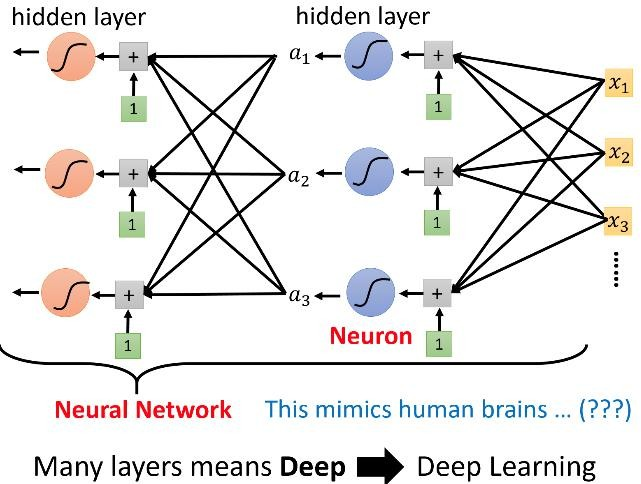 hidden layer hidden layer
+ a₁ + x₁
1 1
x₂
+ a₂ +
x₃
1 1
......
+ a₃ +
Neuron
1 1
Neural Network This mimics human brains … (???)
Many layers means Deep Deep Learning